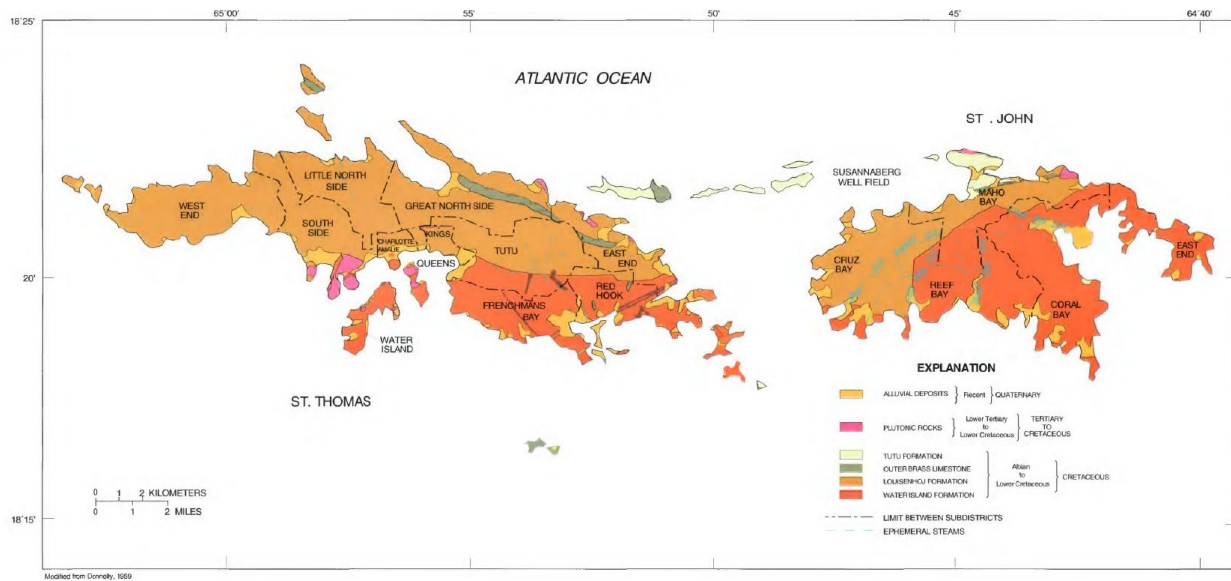 65°00'
55'
50'
45'
64°40'
18°25'
ATLANTIC OCEAN
ST . JOHN
SUSANNABERG
WELL FIELD
MAHO
BAY
LITTLE NORTH
SIDE
WEST
END
GREAT NORTH SIDE
SOUTH
SIDE
KINGS
CHARLOTTE
AMALIE
TUTU
EAST
END
QUEENS
CRUZ
BAY
EAST
END
20'
RED
HOOK
REEF
BAY
FRENCHMANS
BAY
CORAL
BAY
WATER
ISLAND
ST. THOMAS
EXPLANATION
ALLUVIAL DEPOSITS } Recent } QUATERNARY
PLUTONIC ROCKS } Lower Tertiary to Lower Cretaceous } TERTIARY TO CRETACEOUS
TUTU FORMATION
OUTER BRASS LIMESTONE
LOUISENHOJ FORMATION
WATER ISLAND FORMATION
} Albian to Lower Cretaceous } CRETACEOUS
LIMIT BETWEEN SUBDISTRICTS
EPHEMERAL STEAMS
0 1 2 KILOMETERS
0 1 2 MILES
18°15'
Modified from Donnelly, 1959